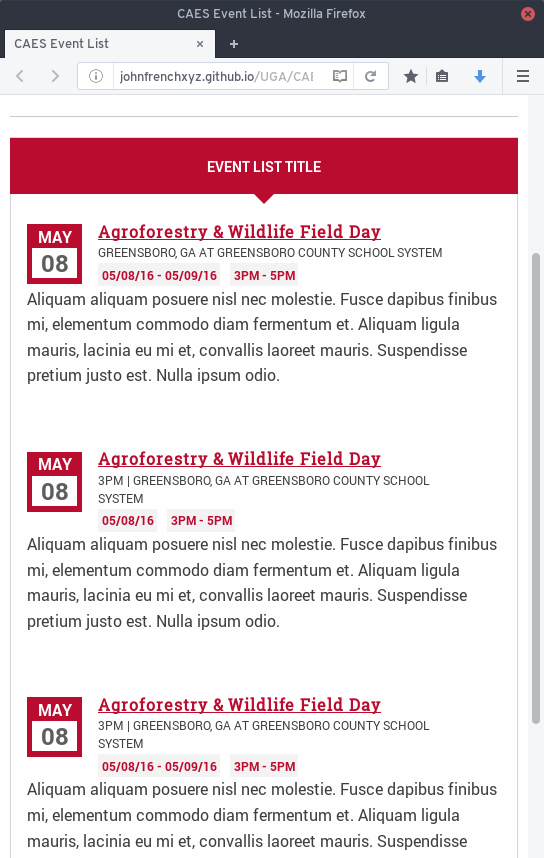 CAES Event List - Mozilla Firefox
CAES Event List
johnfrenchxyz.github.io/UGA/CAE
EVENT LIST TITLE
MAY
08
Agroforestry & Wildlife Field Day
GREENSBORO, GA AT GREENSBORO COUNTY SCHOOL SYSTEM
05/08/16 - 05/09/16 3PM - 5PM
Aliquam aliquam posuere nisl nec molestie. Fusce dapibus finibus
mi, elementum commodo diam fermentum et. Aliquam ligula
mauris, lacinia eu mi et, convallis laoreet mauris. Suspendisse
pretium justo est. Nulla ipsum odio.
MAY
08
Agroforestry & Wildlife Field Day
3PM | GREENSBORO, GA AT GREENSBORO COUNTY SCHOOL
SYSTEM
05/08/16 3PM - 5PM
Aliquam aliquam posuere nisl nec molestie. Fusce dapibus finibus
mi, elementum commodo diam fermentum et. Aliquam ligula
mauris, lacinia eu mi et, convallis laoreet mauris. Suspendisse
pretium justo est. Nulla ipsum odio.
MAY
08
Agroforestry & Wildlife Field Day
3PM | GREENSBORO, GA AT GREENSBORO COUNTY SCHOOL
SYSTEM
05/08/16 - 05/09/16 3PM - 5PM
Aliquam aliquam posuere nisl nec molestie. Fusce dapibus finibus
mi, elementum commodo diam fermentum et. Aliquam ligula
mauris, lacinia eu mi et, convallis laoreet mauris. Suspendisse